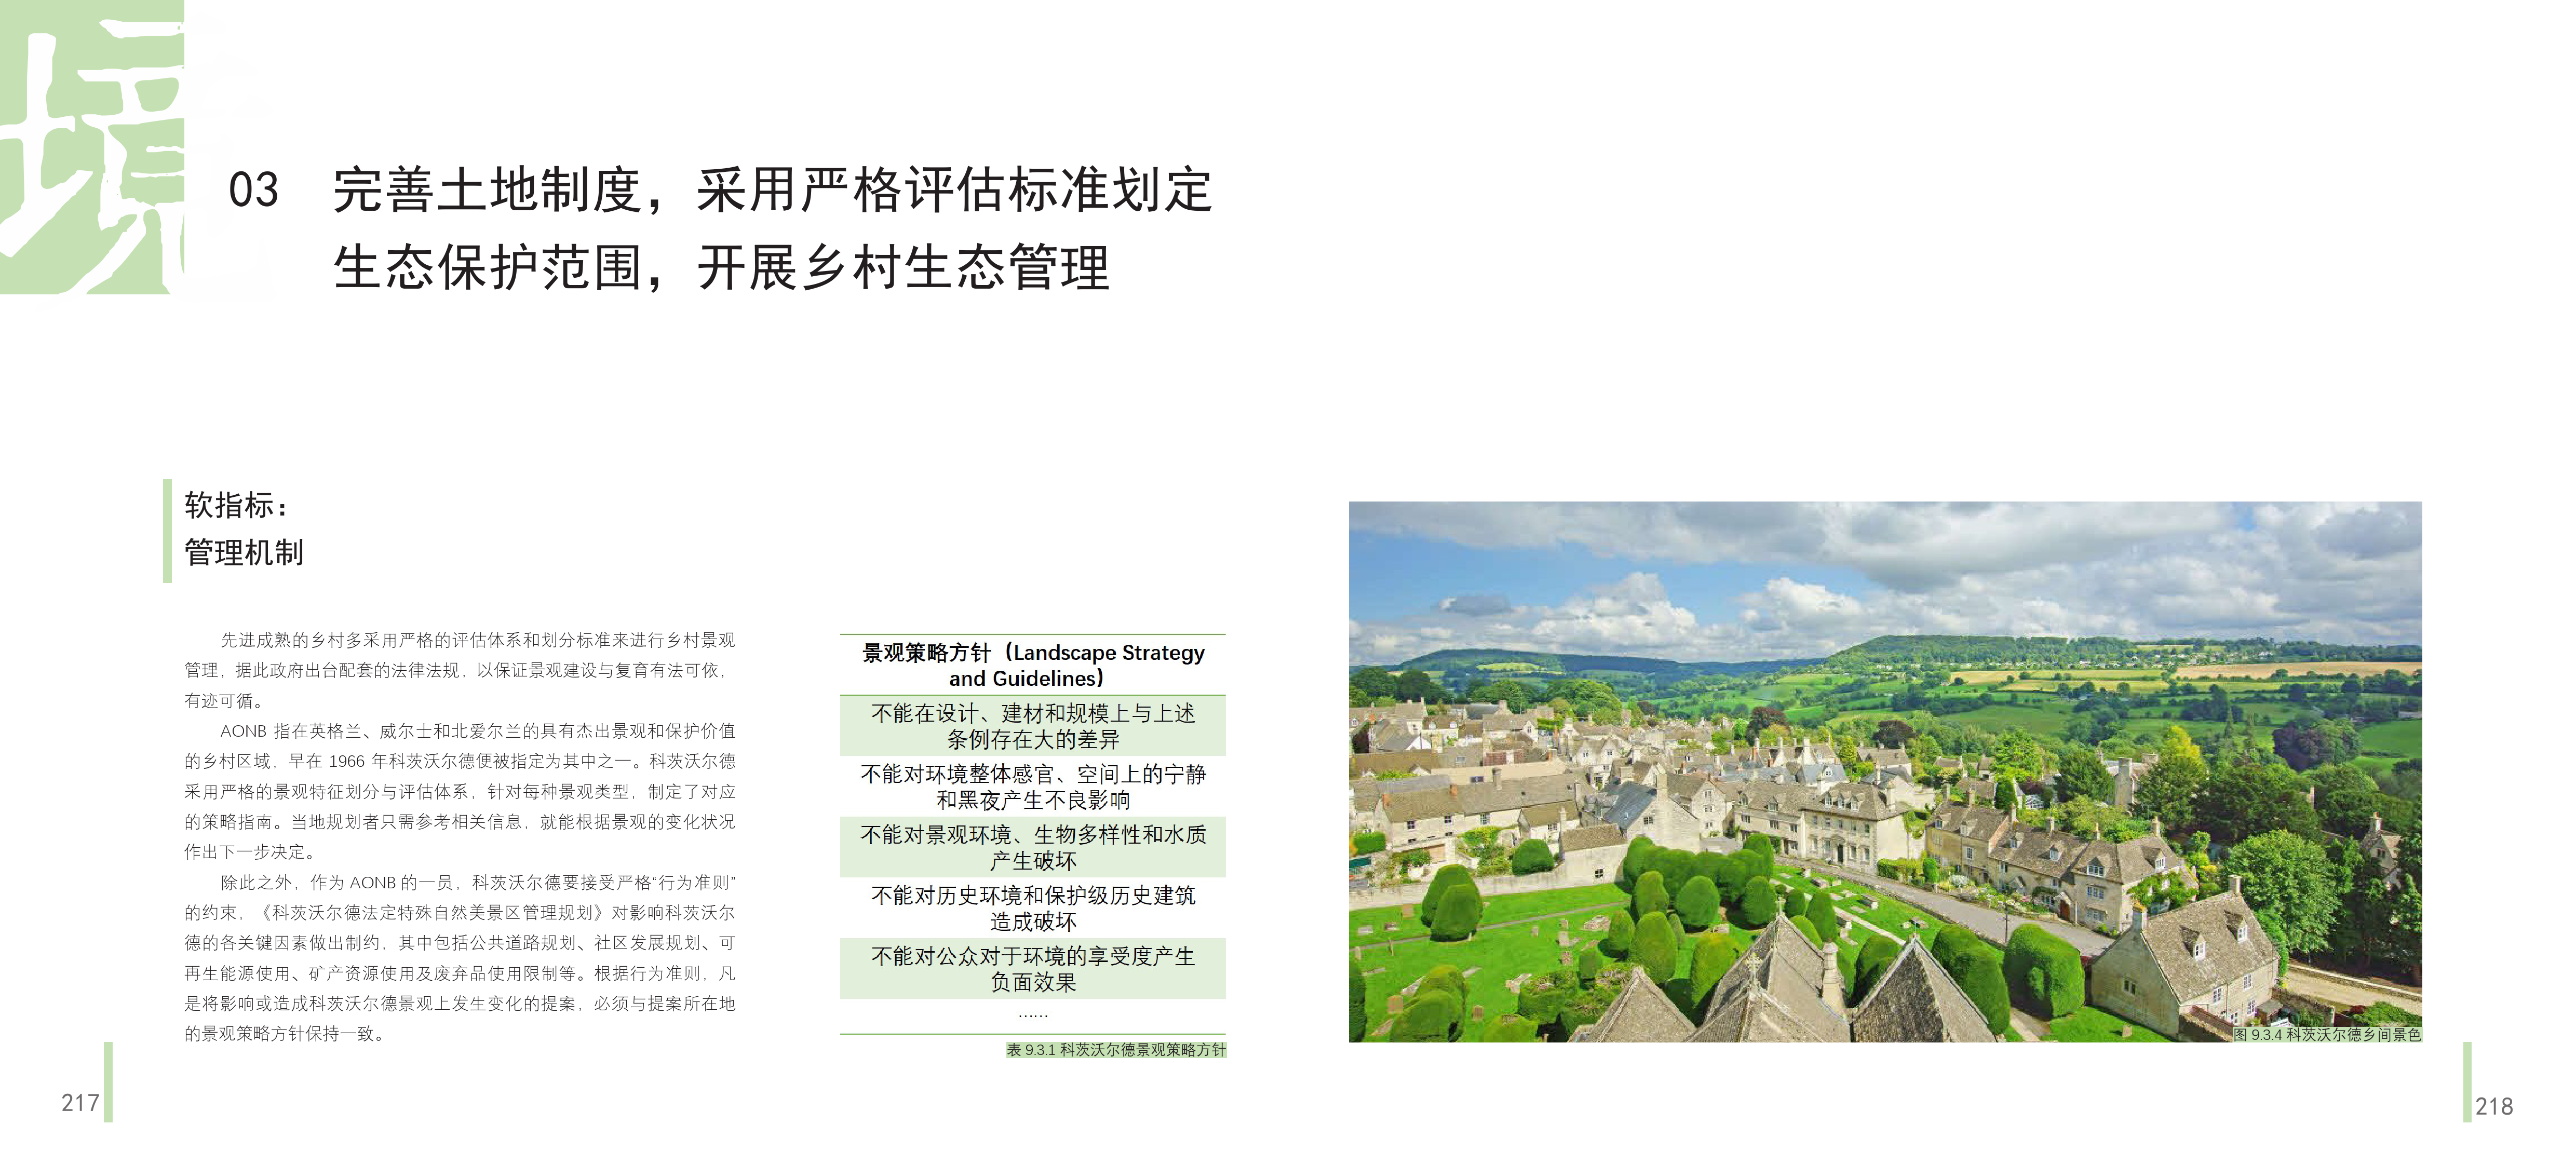 境
03 完善土地制度，采用严格评估标准划定
生态保护范围，开展乡村生态管理
软指标：
管理机制
先进成熟的乡村多采用严格的评估体系和划分标准来进行乡村景观
管理，据此政府出台配套的法律法规，以保证景观建设与复育有法可依，
有迹可循。
AONB 指在英格兰、威尔士和北爱尔兰的具有杰出景观和保护价值
的乡村区域，早在 1966 年科茨沃尔德便被指定为其中之一。科茨沃尔德
采用严格的景观特征划分与评估体系，针对每种景观类型，制定了对应
的策略指南。当地规划者只需参考相关信息，就能根据景观的变化状况
作出下一步决定。
除此之外，作为 AONB 的一员，科茨沃尔德要接受严格“行为准则”
的约束，《科茨沃尔德法定特殊自然美景区管理规划》对影响科茨沃尔
德的各关键因素做出制约，其中包括公共道路规划、社区发展规划、可
再生能源使用、矿产资源使用及废弃品使用限制等。根据行为准则，凡
是将影响或造成科茨沃尔德景观上发生变化的提案，必须与提案所在地
的景观策略方针保持一致。
景观策略方针（Landscape Strategy
and Guidelines）
不能在设计、建材和规模上与上述
条例存在大的差异
不能对环境整体感官、空间上的宁静
和黑夜产生不良影响
不能对景观环境、生物多样性和水质
产生破坏
不能对历史环境和保护级历史建筑
造成破坏
不能对公众对于环境的享受度产生
负面效果
……
表 9.3.1 科茨沃尔德景观策略方针
图 9.3.4 科茨沃尔德乡间景色
217
218